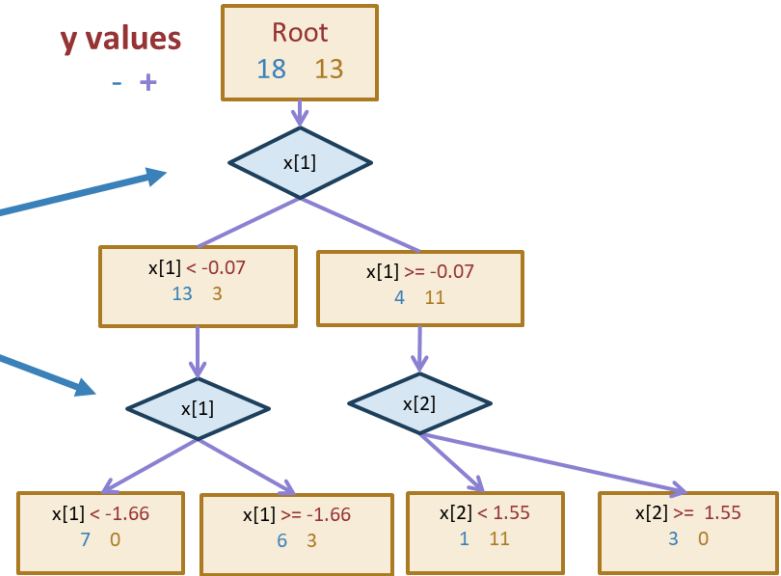 y values
- +
Root
18 13
x[1]
x[1] < -0.07
13 3
x[1] >= -0.07
4 11
x[1]
x[2]
x[1] < -1.66
7 0
x[1] >= -1.66
6 3
x[2] < 1.55
1 11
x[2] >= 1.55
3 0